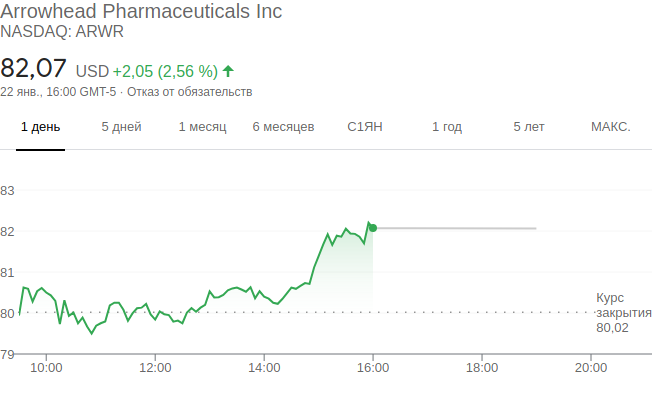 Arrowhead Pharmaceuticals Inc
NASDAQ: ARWR
82,07 USD +2,05 (2,56 %)
22 янв., 16:00 GMT-5 · Отказ от обязательств
1 день 5 дней 1 месяц 6 месяцев С1ЯН 1 год 5 лет МАКС.
83
82
81
80
79
Курс
закрытия
80,02
10:00 12:00 14:00 16:00 18:00 20:00